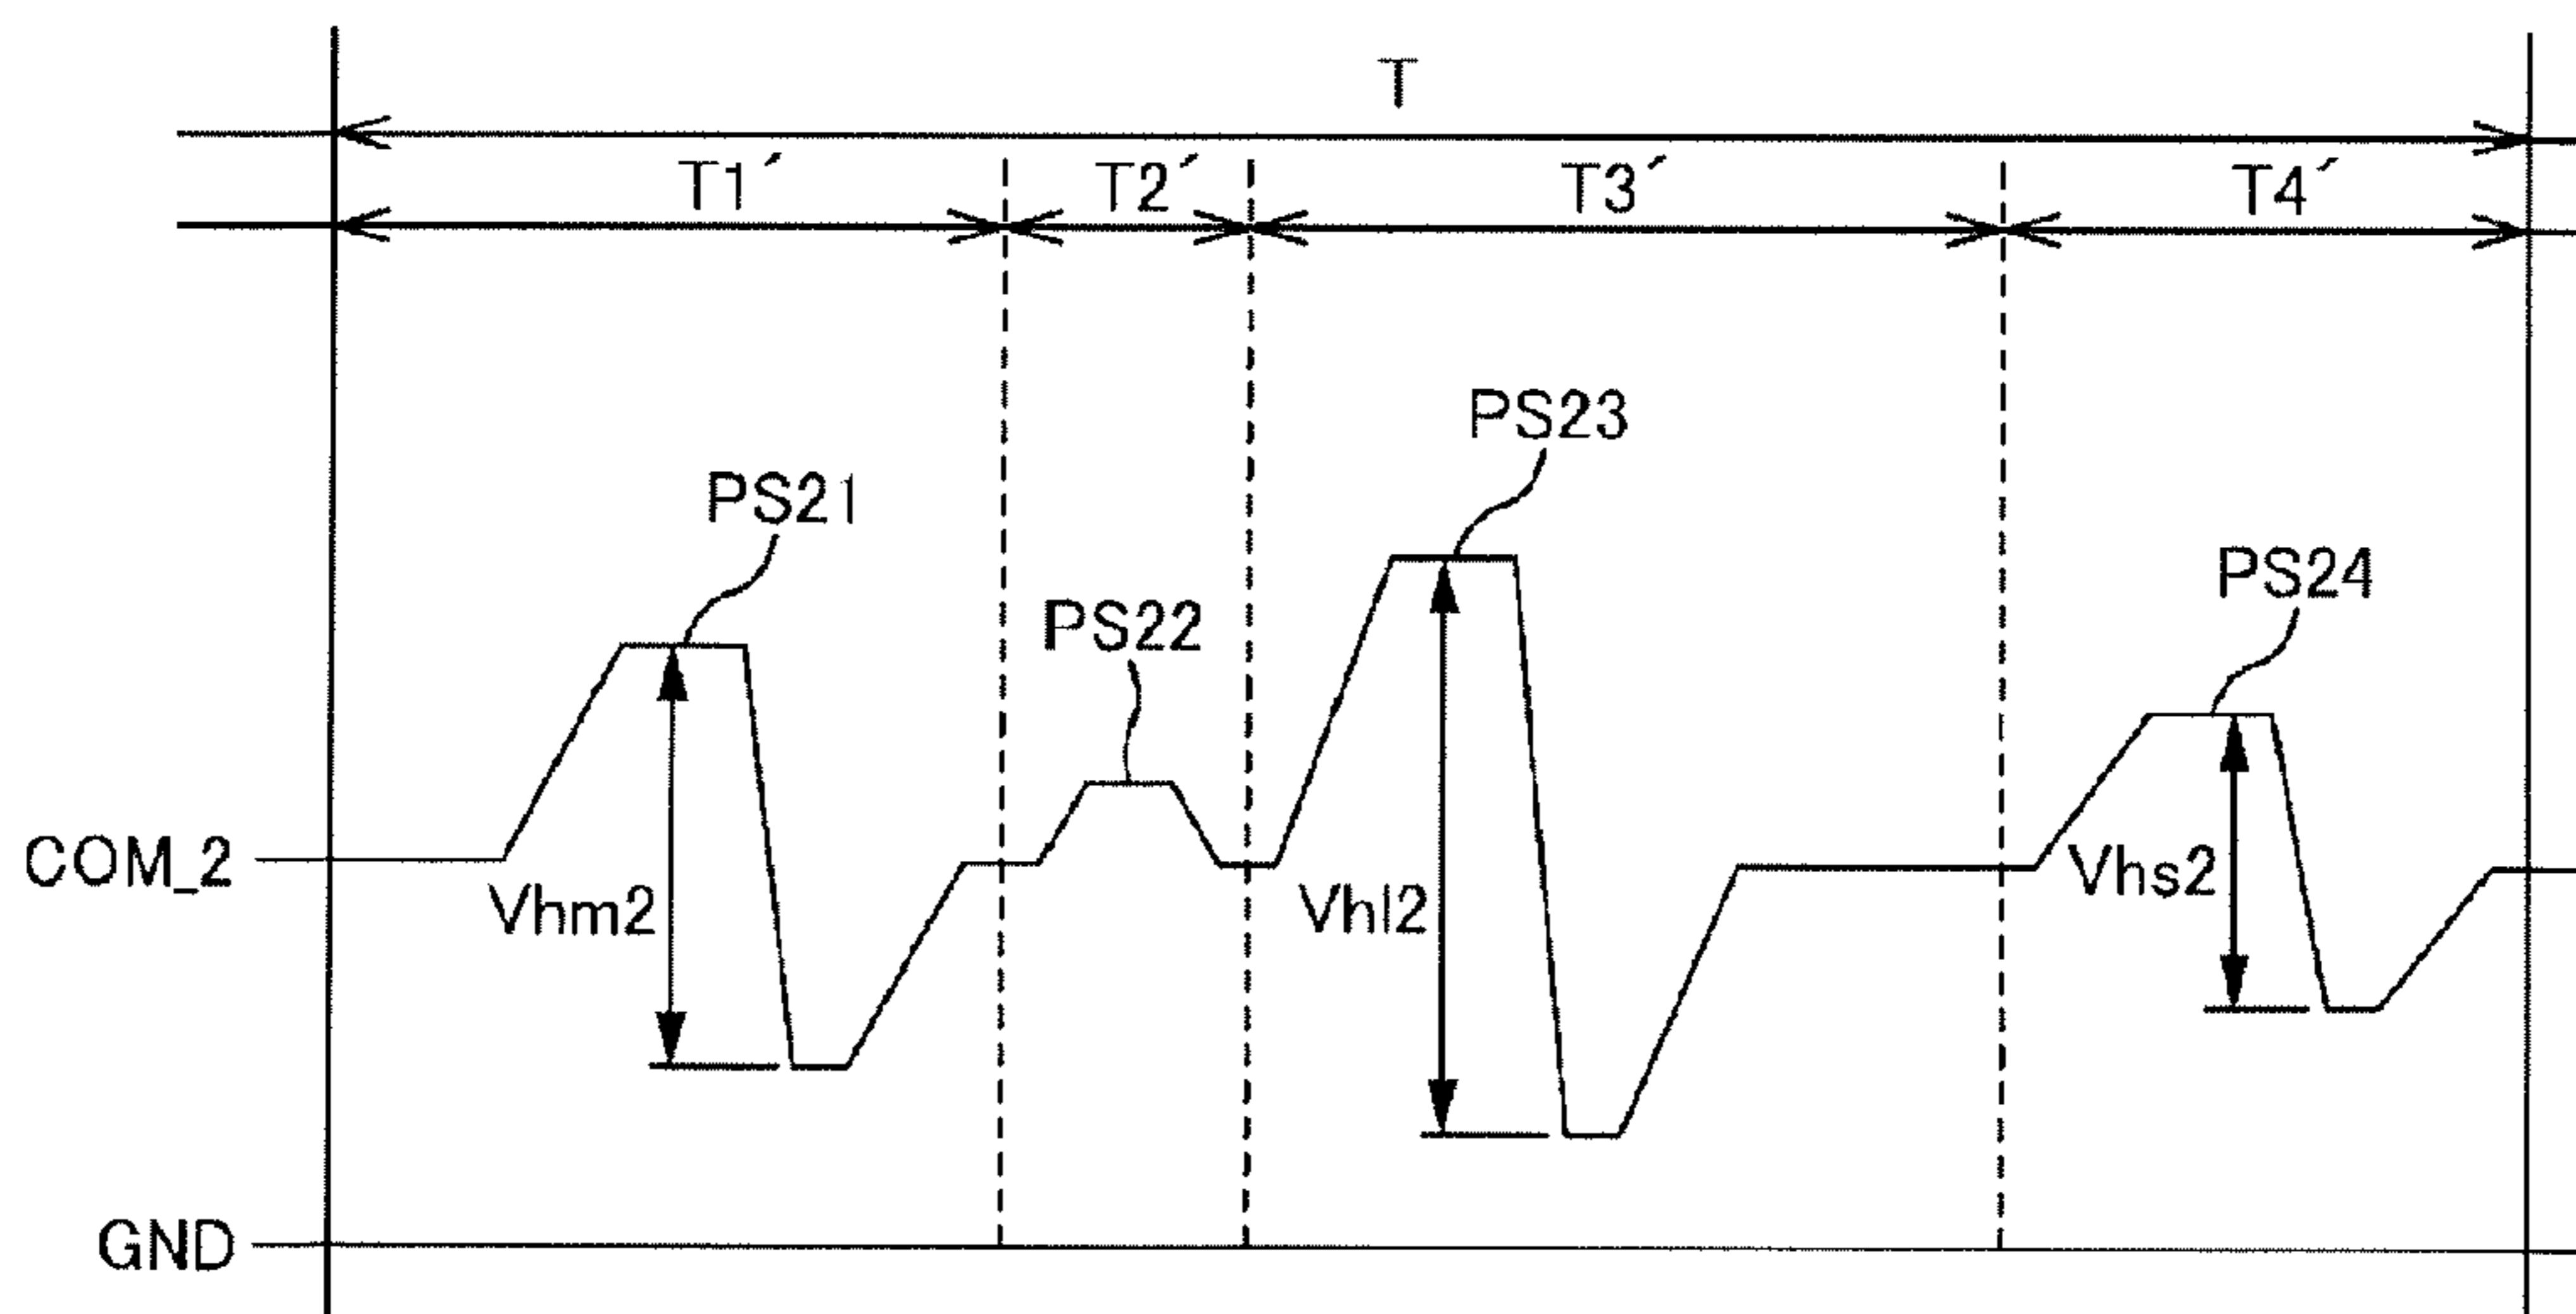 T
T1´
T2´
T3´
T4´
PS23
PS21
PS24
PS22
COM_2
Vhm2
Vhl2
Vhs2
GND